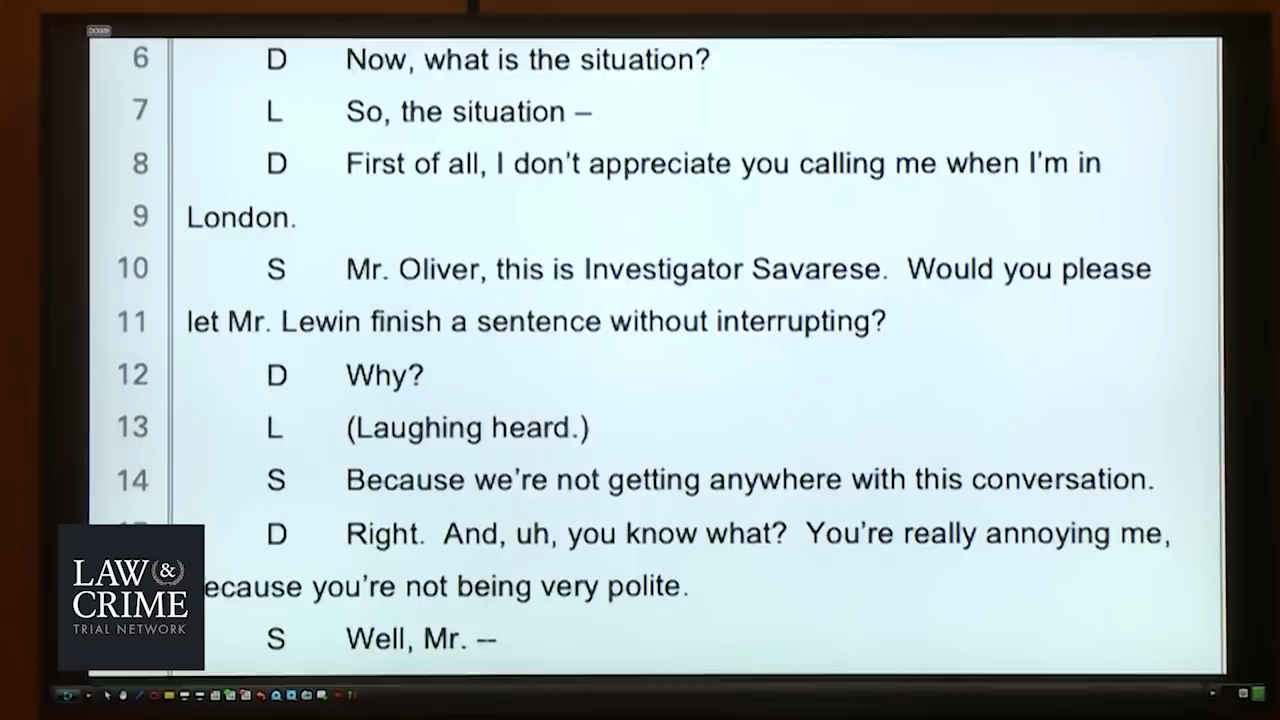 6 D Now, what is the situation?
7 L So, the situation –
8 D First of all, I don't appreciate you calling me when I'm in
9 London.
10 S Mr. Oliver, this is Investigator Savarese. Would you please
11 let Mr. Lewin finish a sentence without interrupting?
12 D Why?
13 L (Laughing heard.)
14 S Because we're not getting anywhere with this conversation.
D Right. And, uh, you know what? You're really annoying me,
ecause you're not being very polite.
S Well, Mr. --
LAW &
CRIME
TRIAL NETWORK